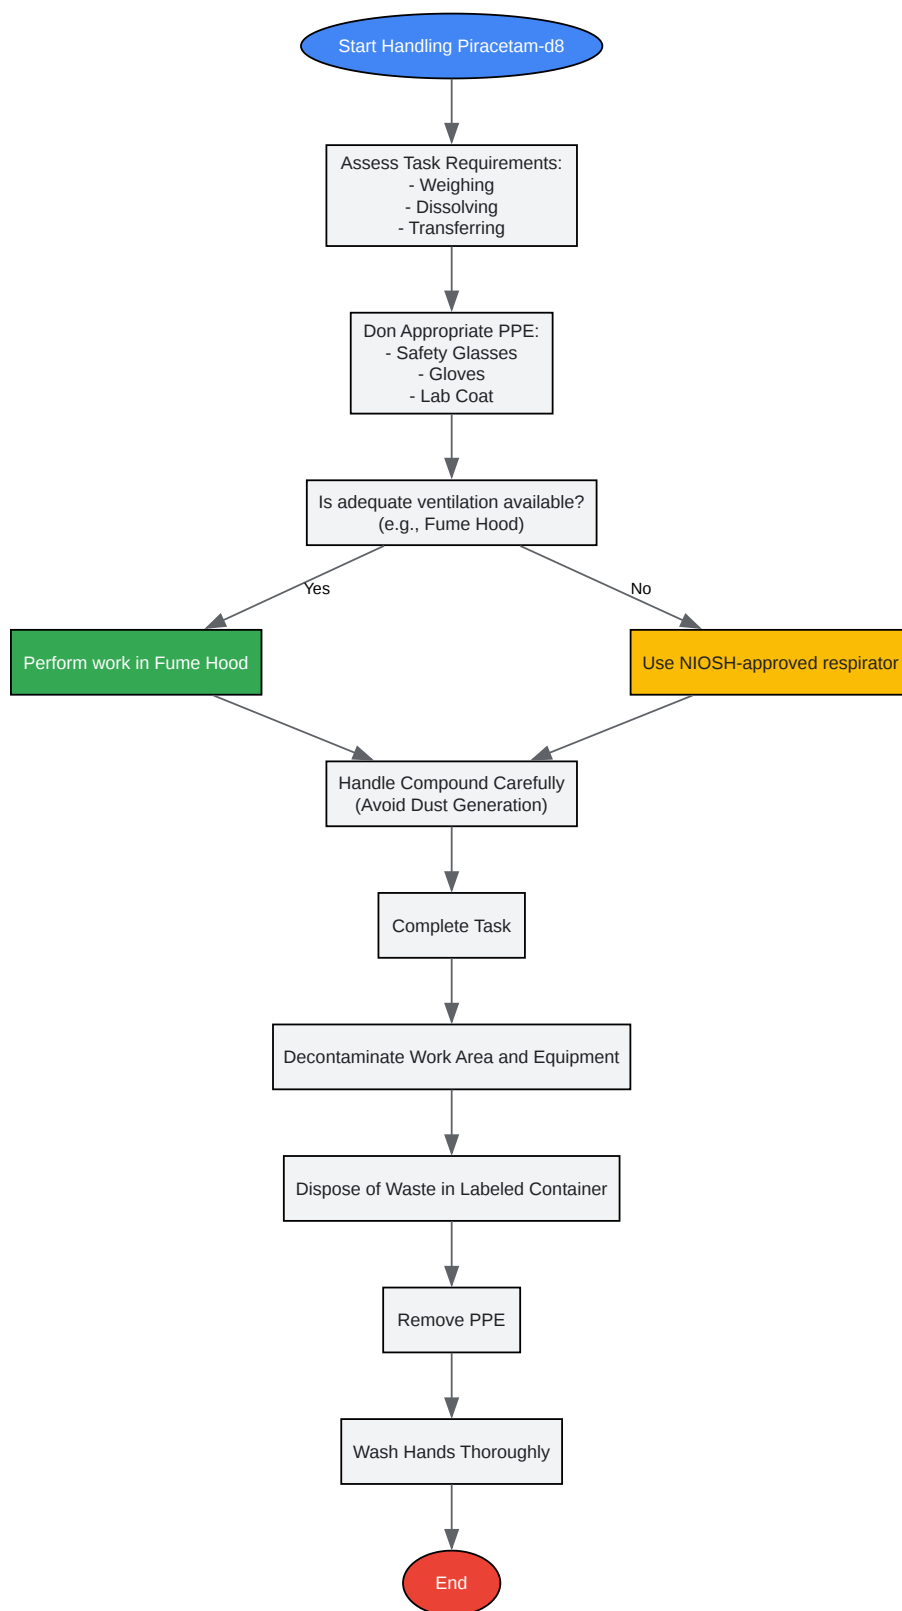 Start Handling Piracetam-d8
Assess Task Requirements:
- Weighing
- Dissolving
- Transferring
Don Appropriate PPE:
- Safety Glasses
- Gloves
- Lab Coat
Is adequate ventilation available?
(e.g., Fume Hood)
Yes
No
Perform work in Fume Hood
Use NIOSH-approved respirator
Handle Compound Carefully
(Avoid Dust Generation)
Complete Task
Decontaminate Work Area and Equipment
Dispose of Waste in Labeled Container
Remove PPE
Wash Hands Thoroughly
End